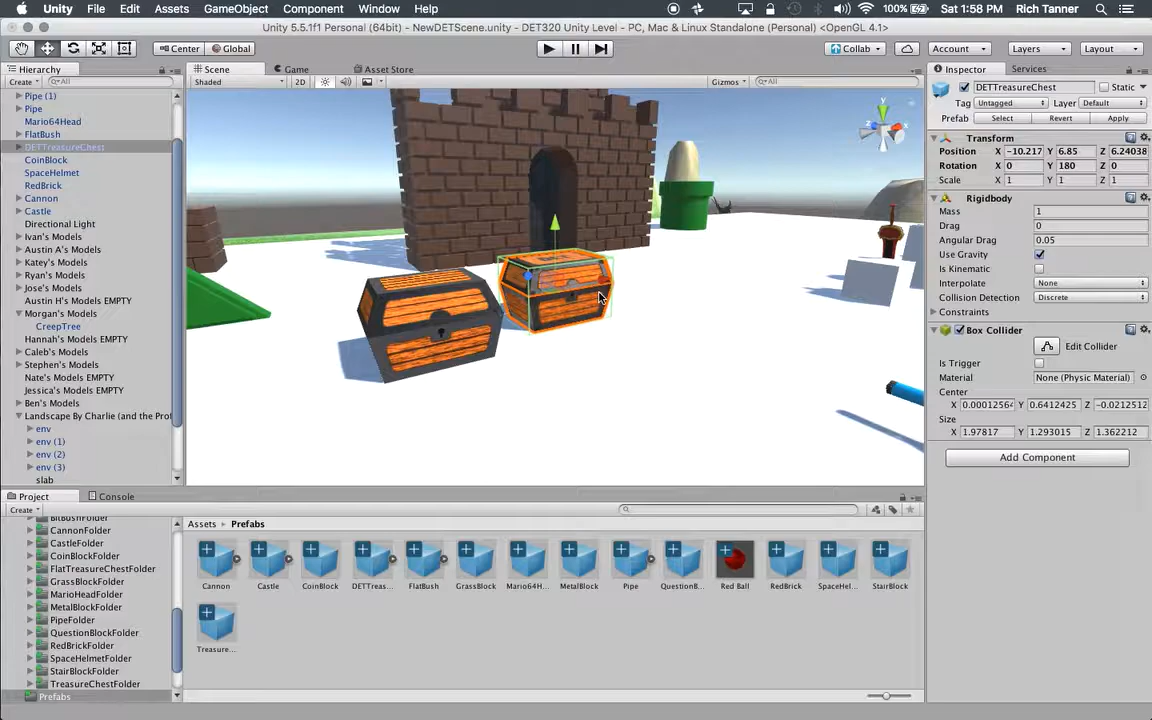 Unity File Edit Assets GameObject Component Window Help 100% Sat 1:58 PM Rich Tanner
Unity 5.5.1f1 Personal (64bit) - NewDETScene.unity - DET320 Unity Level - PC, Mac & Linux Standalone (Personal) <OpenGL 4.1>
Center Global Collab Account Layers Layout
Hierarchy Scene Game Asset Store Inspector Services
Create All Shaded 2D Gizmos All
DETTreasureChest Static
Tag Untagged Layer Default
Prefab Select Revert Apply
Transform
Position X -10.217 Y 6.85 Z 6.24038
Rotation X 0 Y 180 Z 0
Scale X 1 Y 1 Z 1
Rigidbody
Mass 1
Drag 0
Angular Drag 0.05
Use Gravity
Is Kinematic
Interpolate None
Collision Detection Discrete
Constraints
Box Collider
Edit Collider
Is Trigger
Material None (Physic Material)
Center
X 0.00012564 Y 0.6412425 Z -0.0212512
Size
X 1.97817 Y 1.293015 Z 1.362212
Add Component
Pipe (1)
Pipe
Mario64Head
FlatBush
DETTreasureChest
CoinBlock
SpaceHelmet
RedBrick
Cannon
Castle
Directional Light
Ivan's Models
Austin A's Models
Katey's Models
Ryan's Models
Jose's Models
Austin H's Models EMPTY
Morgan's Models
CreepTree
Hannah's Models EMPTY
Caleb's Models
Stephen's Models
Nate's Models EMPTY
Jessica's Models EMPTY
Ben's Models
Landscape By Charlie (and the Prot
env
env (1)
env (2)
env (3)
slab
y
x
Project Console
Create
Assets Prefabs
BitBushFolder
CannonFolder
CastleFolder
CoinBlockFolder
FlatTreasureChestFolder
GrassBlockFolder
MarioHeadFolder
MetalBlockFolder
PipeFolder
QuestionBlockFolder
RedBrickFolder
SpaceHelmetFolder
StairBlockFolder
TreasureChestFolder
Prefabs
Cannon Castle CoinBlock DETTreas... FlatBush GrassBlock Mario64H... MetalBlock Pipe QuestionB... Red Ball RedBrick SpaceHel... StairBlock
Treasure...